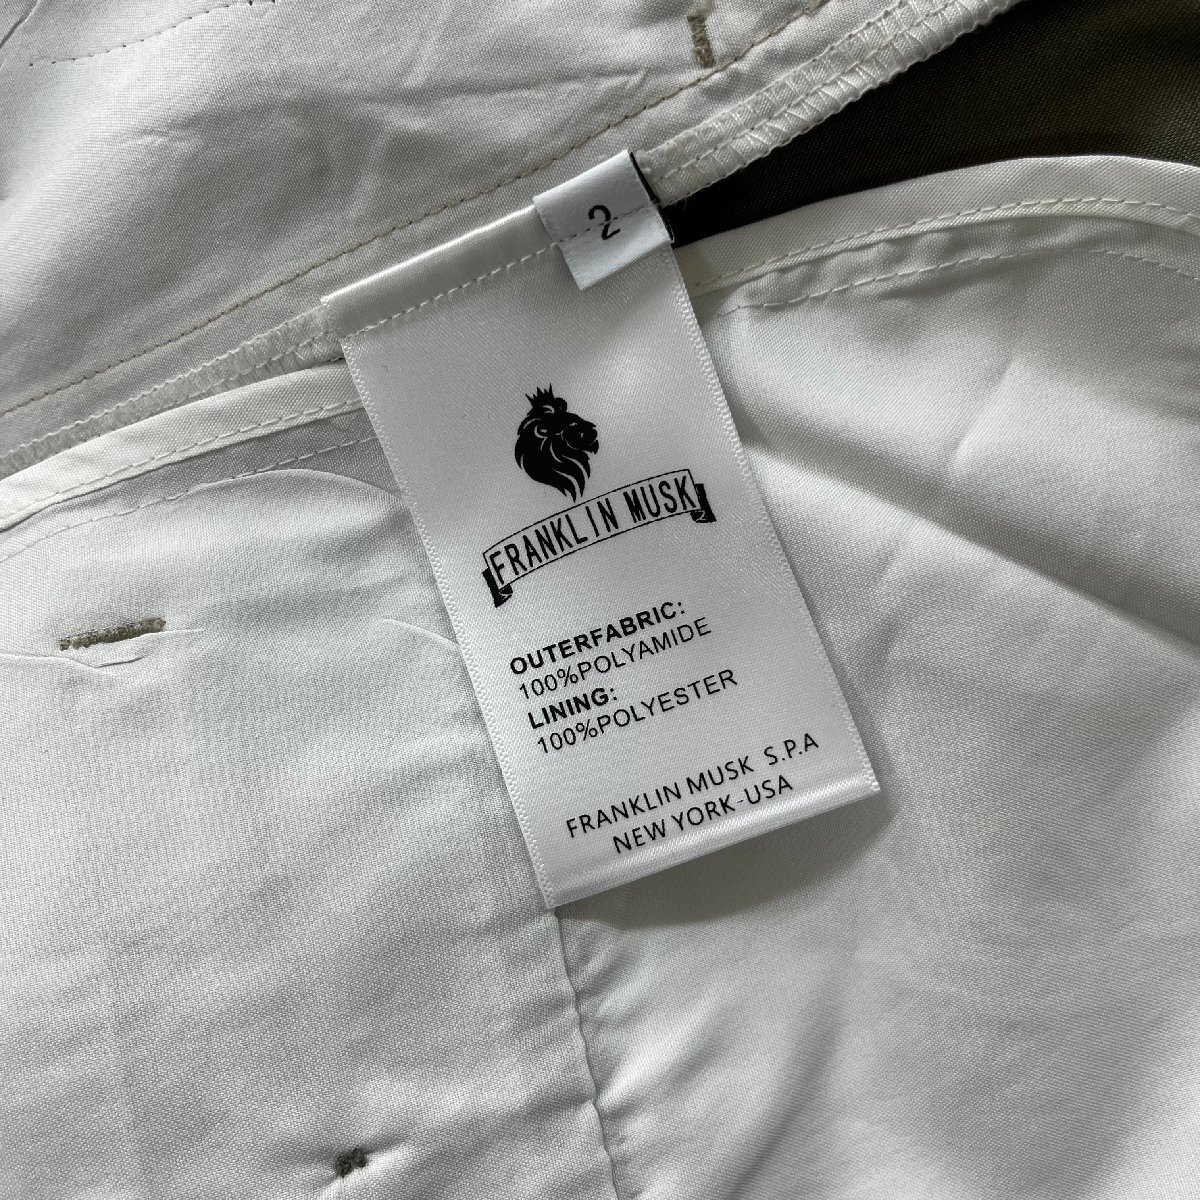 2
FRANKLIN MUSK
OUTERFABRIC:
100%POLYAMIDE
LINING:
100%POLYESTER
FRANKLIN MUSK S.P.A
NEW YORK-USA